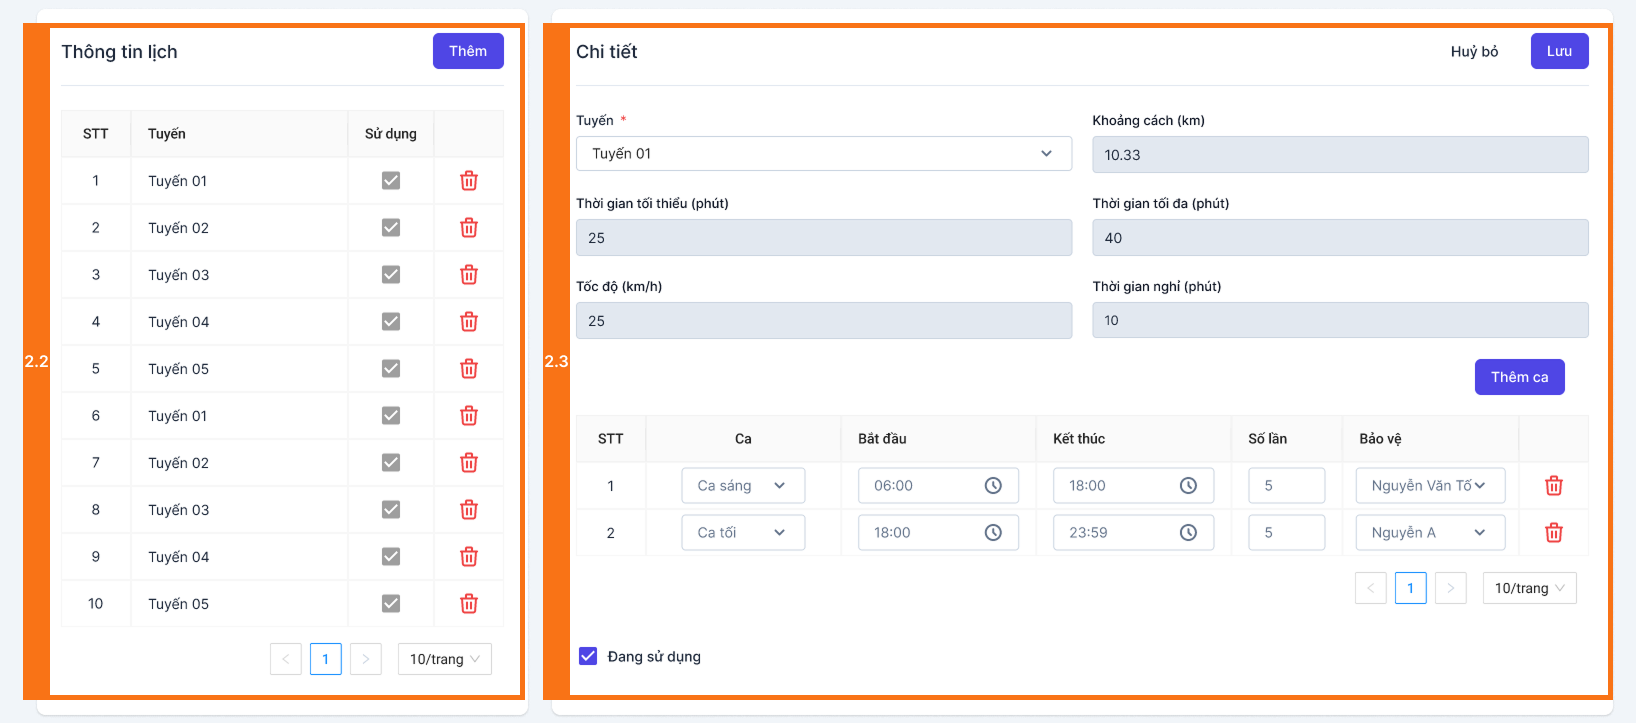 2.2
Thông tin lịch
Thêm
STT Tuyến Sử dụng
1 Tuyến 01
2 Tuyến 02
3 Tuyến 03
4 Tuyến 04
5 Tuyến 05
6 Tuyến 01
7 Tuyến 02
8 Tuyến 03
9 Tuyến 04
10 Tuyến 05
< 1 > 10/trang
2.3
Chi tiết
Huỷ bỏ Lưu
Tuyến * Khoảng cách (km)
Tuyến 01 10.33
Thời gian tối thiểu (phút) Thời gian tối đa (phút)
25 40
Tốc độ (km/h) Thời gian nghỉ (phút)
25 10
Thêm ca
STT Ca Bắt đầu Kết thúc Số lần Bảo vệ
1 Ca sáng 06:00 18:00 5 Nguyễn Văn Tố
2 Ca tối 18:00 23:59 5 Nguyễn A
< 1 > 10/trang
Đang sử dụng